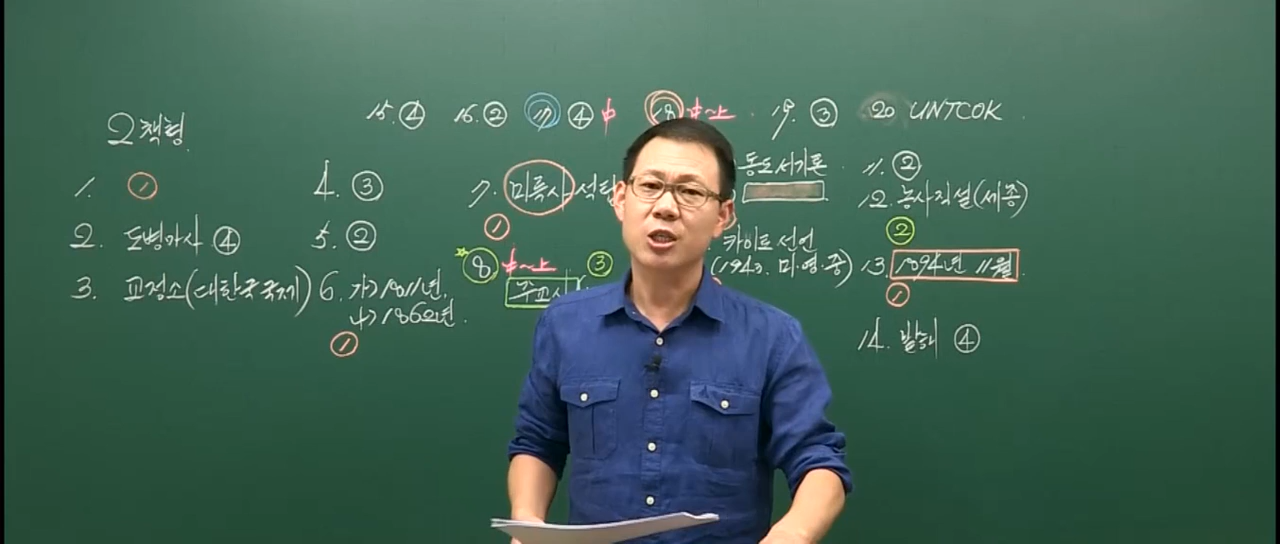 2책형
15. ④ 16. ② 17 ④ 中 18 中~上. 19. ③ 20 UNTCOK.
1. ①
2. 도병마사 ④
3. 교정소(대한국 국제)
4. ③
5. ②
6. 가>1811년,
나>1862년.
①
7. 미륵사 석탑
①
8. 中~上 ③
주교사
동도서기론.
카이로 선언
(1943. 미·영·중)
11. ②
12. 농사직설(세종)
②
13. 1894년 11월.
①
14. 발해 ④